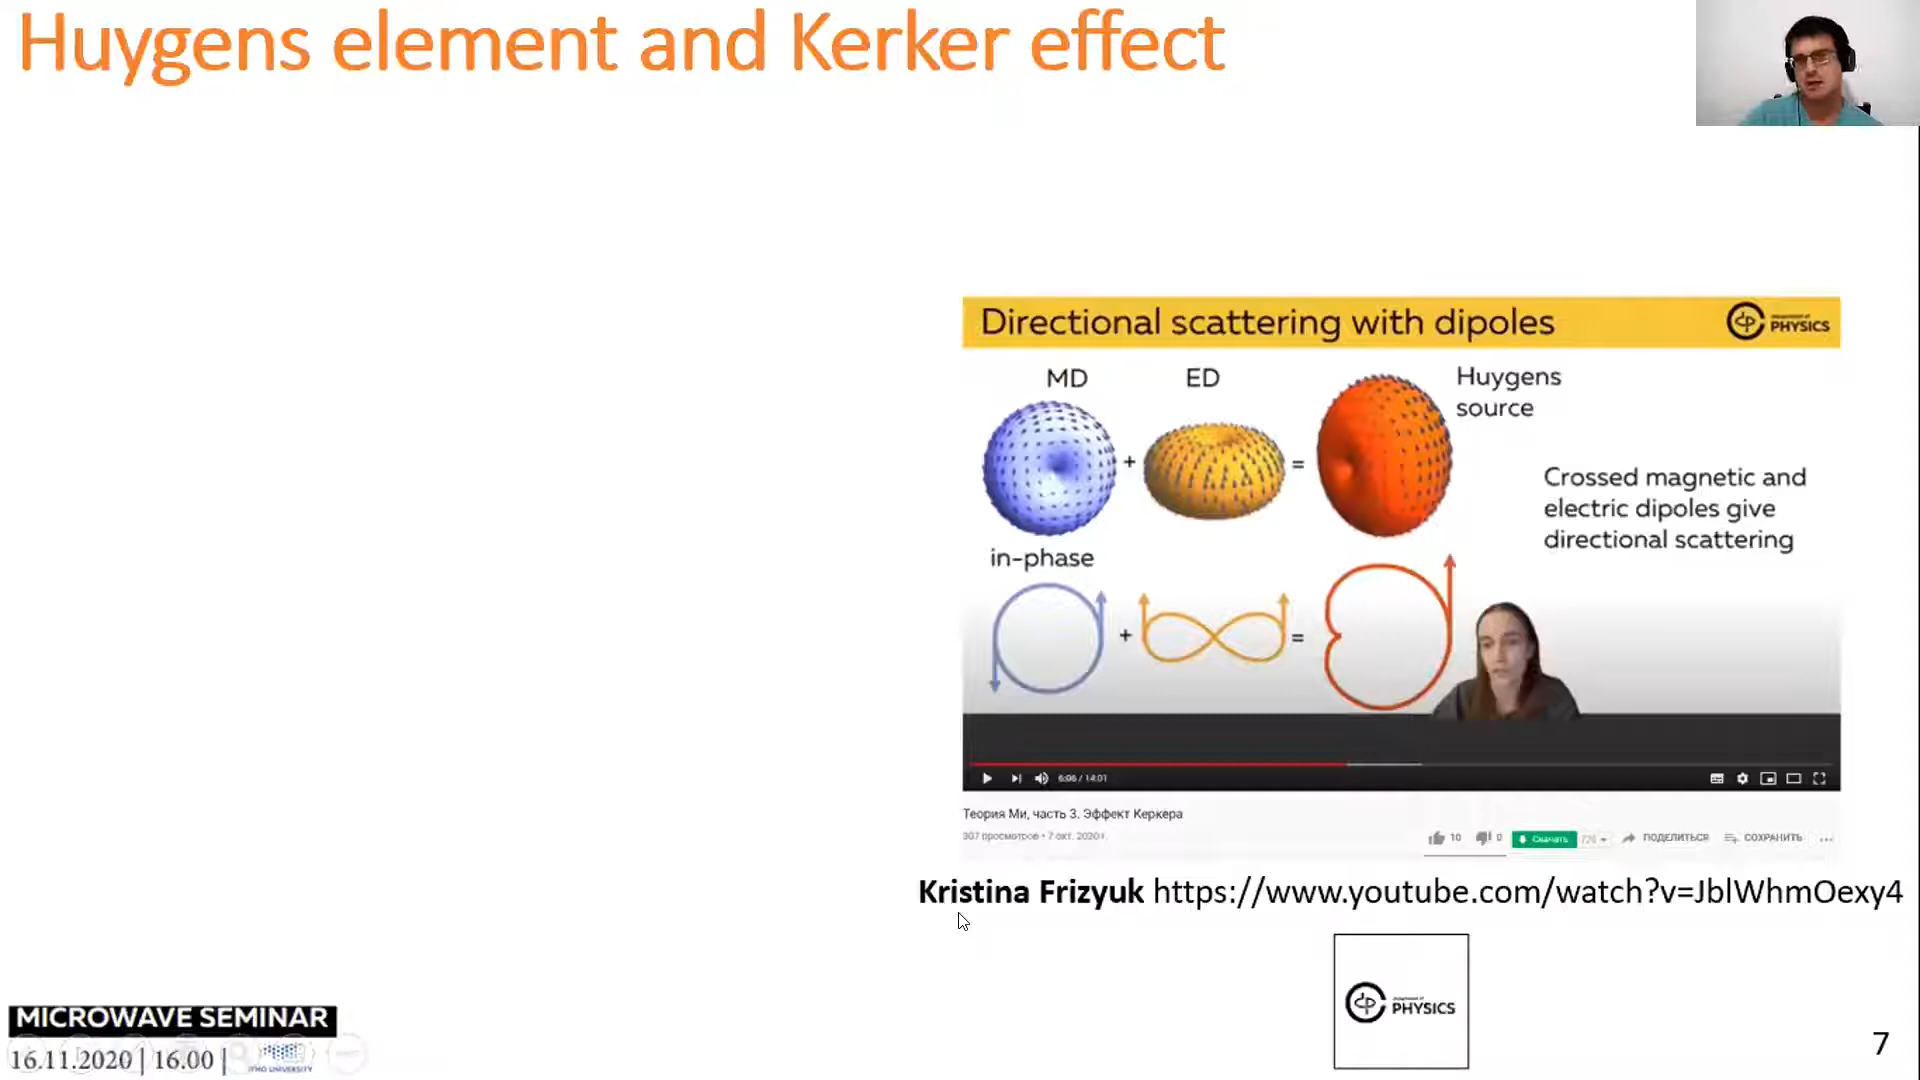 Huygens element and Kerker effect
Directional scattering with dipoles
PHYSICS
MD
ED
Huygens
source
+
=
Crossed magnetic and
electric dipoles give
directional scattering
in-phase
+
=
6:06 / 14:01
Теория Ми, часть 3. Эффект Керкера
307 просмотров • 7 окт. 2020 г.
10
0
Скачать
ПОДЕЛИТЬСЯ
СОХРАНИТЬ
Kristina Frizyuk https://www.youtube.com/watch?v=JblWhmOexy4
PHYSICS
MICROWAVE SEMINAR
16.11.2020 | 16.00 |
ITMO UNIVERSITY
7